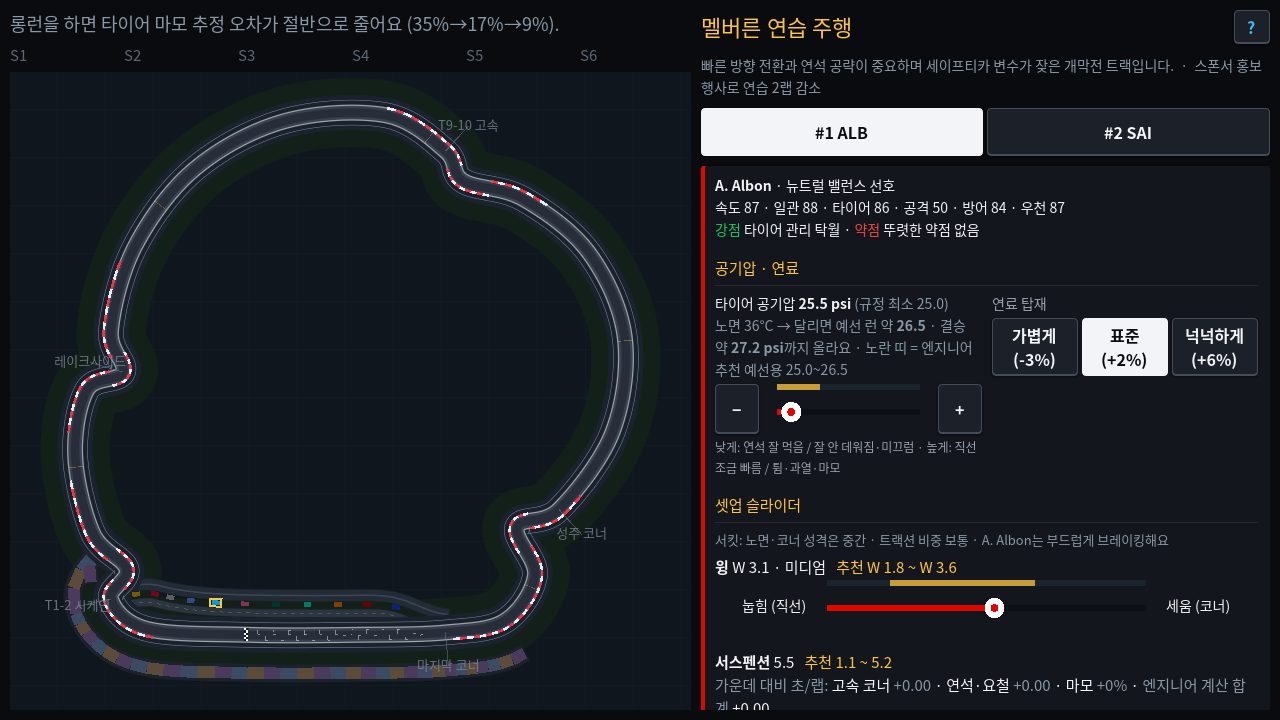 롱런을 하면 타이어 마모 추정 오차가 절반으로 줄어요 (35%→17%→9%).
S1 S2 S3 S4 S5 S6
T9-10 고속
레이크사이드
성주 코너
T1-2 시케인
마지막 코너
멜버른 연습 주행
?
빠른 방향 전환과 연석 공략이 중요하며 세이프티카 변수가 잦은 개막전 트랙입니다. · 스폰서 홍보
행사로 연습 2랩 감소
#1 ALB
#2 SAI
A. Albon · 뉴트럴 밸런스 선호
속도 87 · 일관 88 · 타이어 86 · 공격 50 · 방어 84 · 우천 87
강점 타이어 관리 탁월 · 약점 뚜렷한 약점 없음
공기압 · 연료
타이어 공기압 25.5 psi (규정 최소 25.0)
노면 36°C → 달리면 예선 런 약 26.5 · 결승
약 27.2 psi까지 올라요 · 노란 띠 = 엔지니어
추천 예선용 25.0~26.5
− +
낮게: 연석 잘 먹음 / 잘 안 데워짐·미끄럼 · 높게: 직선
조금 빠름 / 튐·과열·마모
연료 탑재
가볍게
(-3%)
표준
(+2%)
넉넉하게
(+6%)
셋업 슬라이더
서킷: 노면·코너 성격은 중간 · 트랙션 비중 보통 · A. Albon는 부드럽게 브레이킹해요
윙 W 3.1 · 미디엄 추천 W 1.8 ~ W 3.6
눕힘 (직선)
세움 (코너)
서스펜션 5.5 추천 1.1 ~ 5.2
가운데 대비 초/랩: 고속 코너 +0.00 · 연석·요철 +0.00 · 마모 +0% · 엔지니어 계산 합
계 +0.00